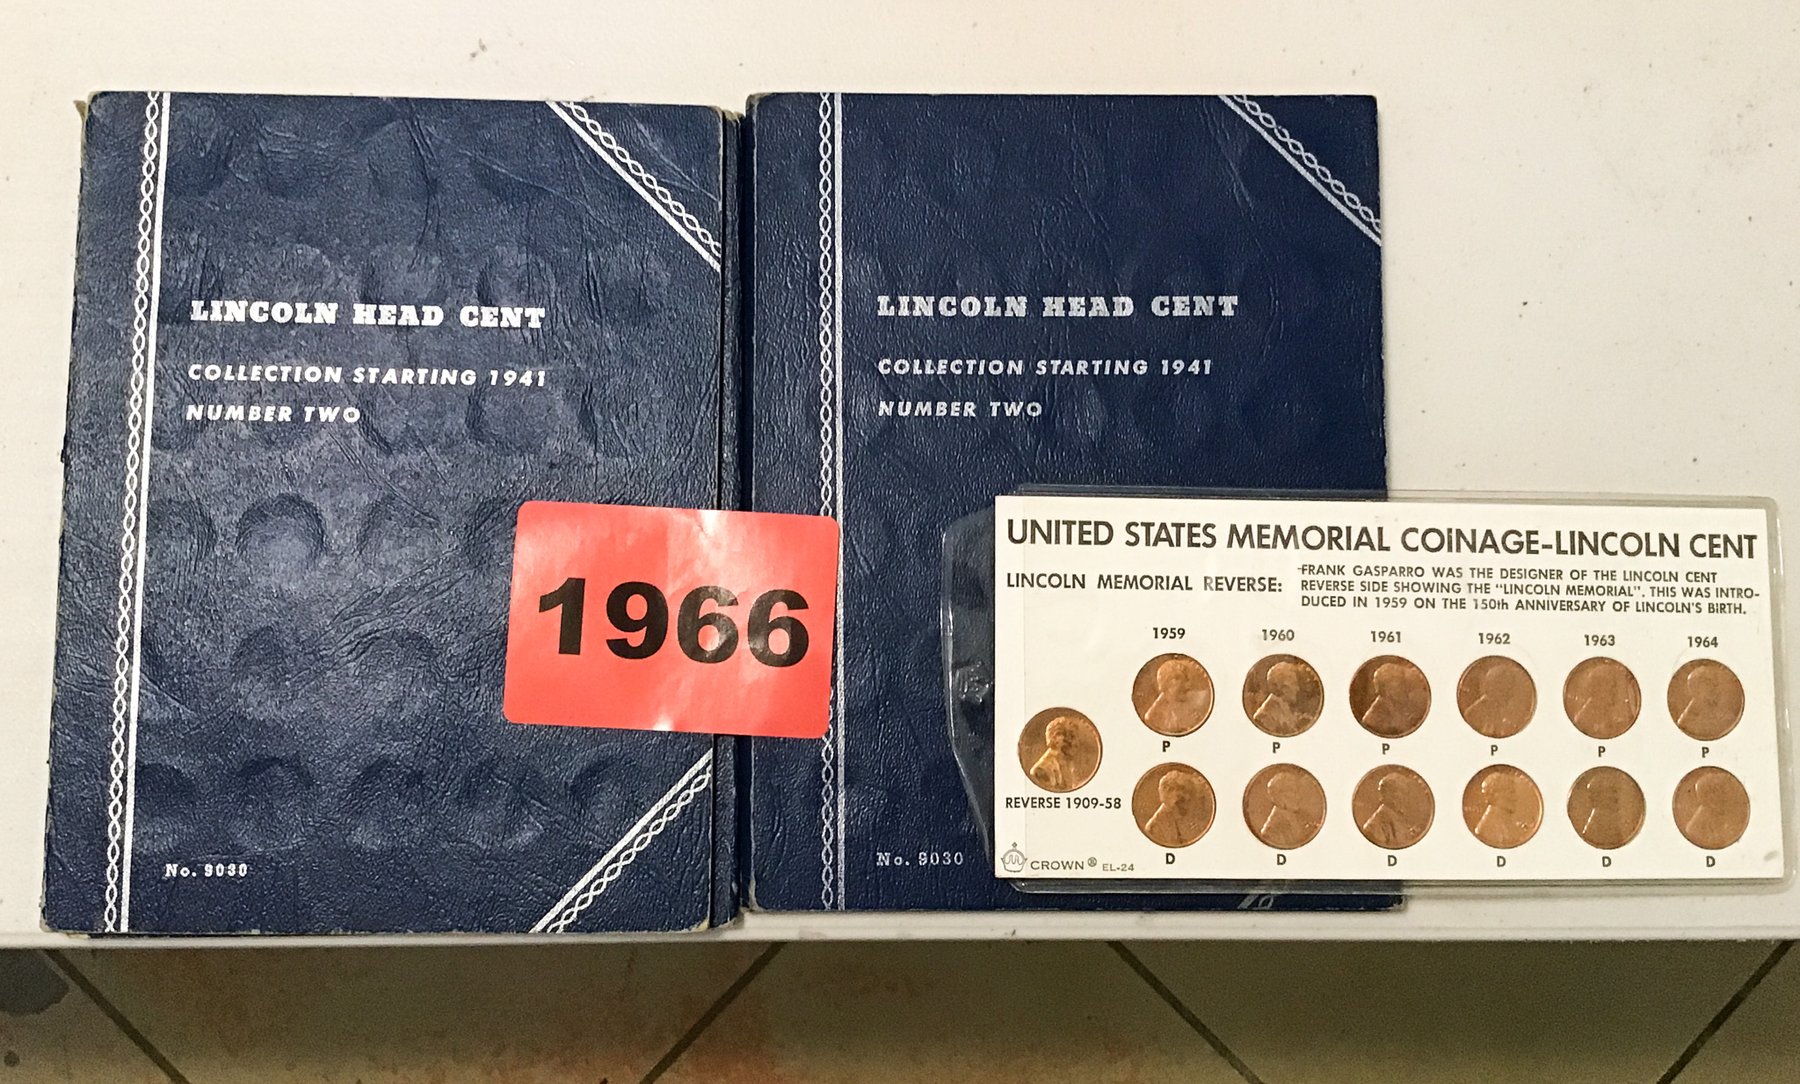 LINCOLN HEAD CENT
COLLECTION STARTING 1941
NUMBER TWO
No. 9030
1966
LINCOLN HEAD CENT
COLLECTION STARTING 1941
NUMBER TWO
No. 9030
UNITED STATES MEMORIAL COINAGE-LINCOLN CENT
LINCOLN MEMORIAL REVERSE:
FRANK GASPARRO WAS THE DESIGNER OF THE LINCOLN CENT
REVERSE SIDE SHOWING THE "LINCOLN MEMORIAL". THIS WAS INTRO-
DUCED IN 1959 ON THE 150th ANNIVERSARY OF LINCOLN'S BIRTH.
1959 1960 1961 1962 1963 1964
P P P P P P
REVERSE 1909-58
D D D D D D
CROWN ® EL-24